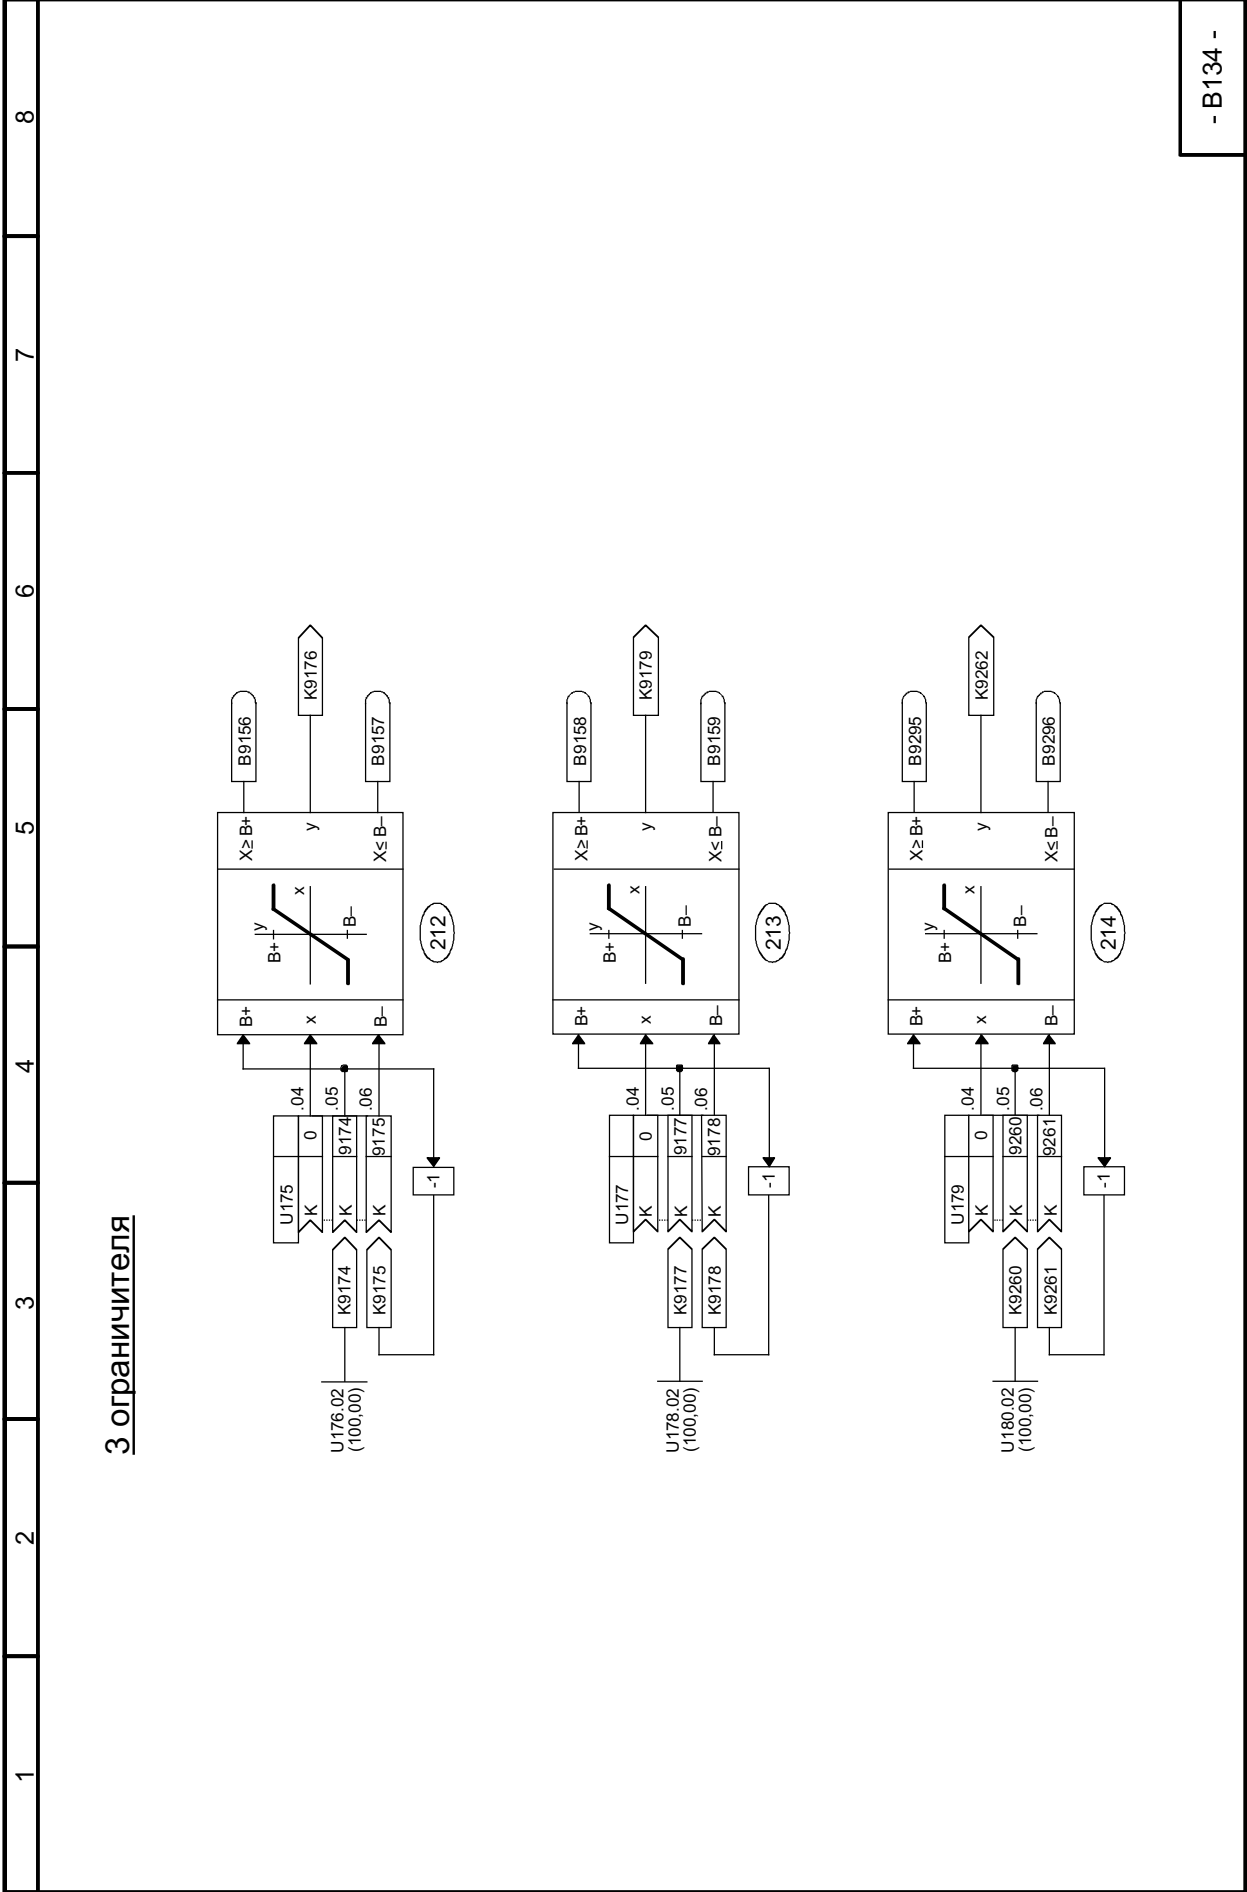 1 2 3 4 5 6 7 8
3 ограничителя
U175
K 0 .04
K9174 K 9174 .05
K9175 K 9175 .06
U176.02
(100,00)
-1
B+
x
B–
y
B+
x
B–
X≥ B+
y
X≤ B–
B9156
K9176
B9157
212
U177
K 0 .04
K9177 K 9177 .05
K9178 K 9178 .06
U178.02
(100,00)
-1
B+
x
B–
y
B+
x
B–
X≥ B+
y
X≤ B–
B9158
K9179
B9159
213
U179
K 0 .04
K9260 K 9260 .05
K9261 K 9261 .06
U180.02
(100,00)
-1
B+
x
B–
y
B+
x
B–
X≥ B+
y
X≤ B–
B9295
K9262
B9296
214
- B134 -